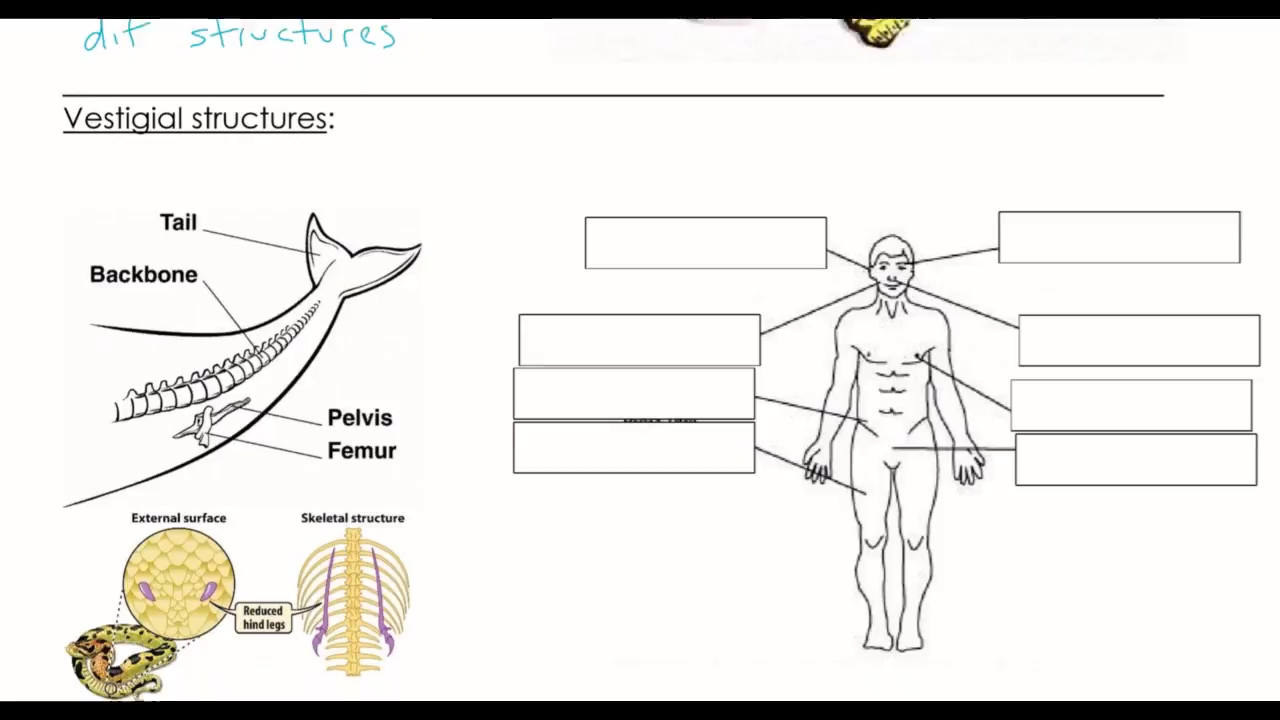 dif structures
Vestigial structures:
Tail
Backbone
Pelvis
Femur
External surface
Skeletal structure
Reduced
hind legs